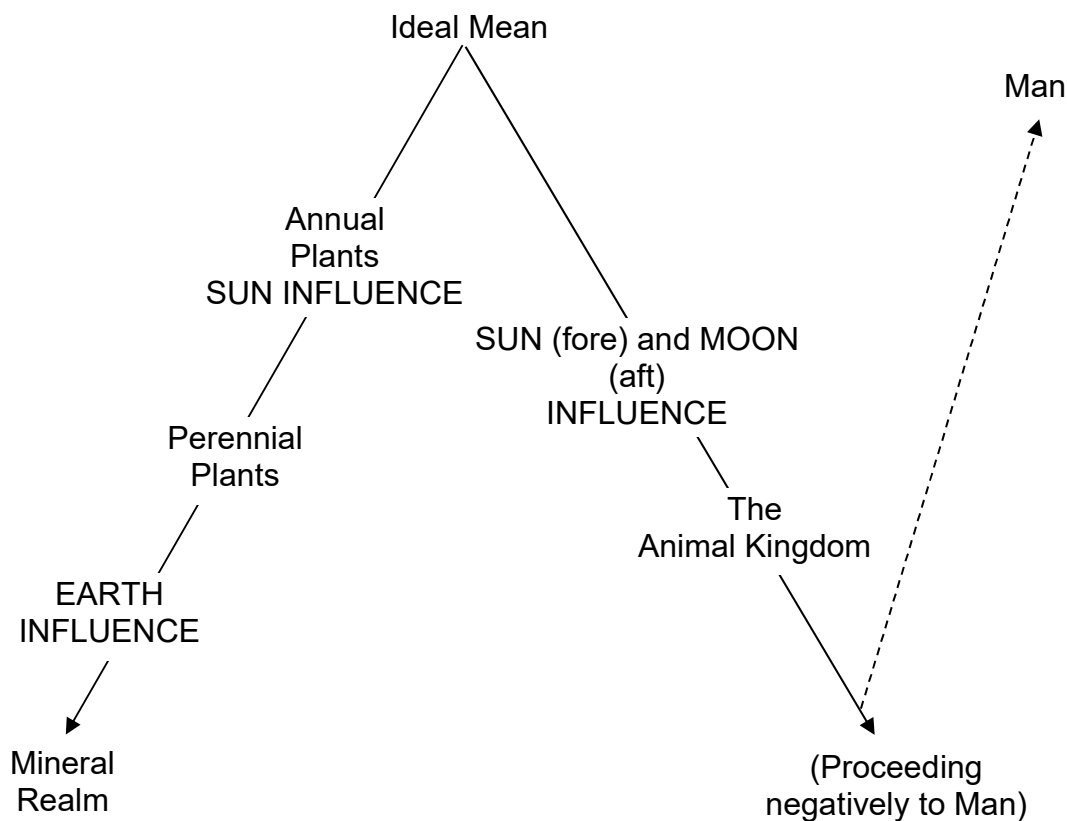 Ideal Mean
Man
Annual
Plants
SUN INFLUENCE
SUN (fore) and MOON
(aft)
INFLUENCE
Perennial
Plants
The
Animal Kingdom
EARTH
INFLUENCE
Mineral
Realm
(Proceeding
negatively to Man)